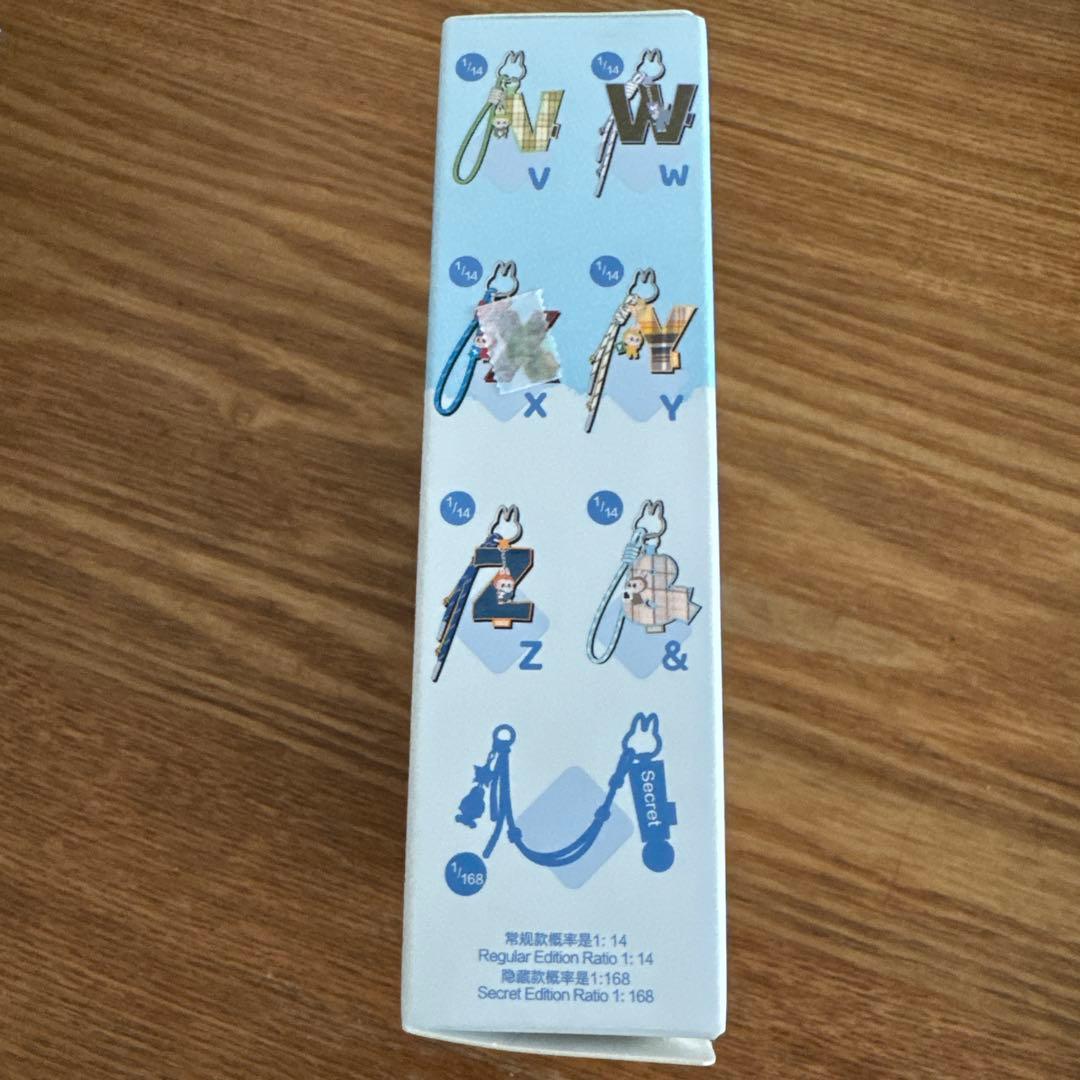 1/14
1/14
V
W
V
W
1/14
1/14
X
Y
X
Y
1/14
1/14
Z
&
Z
&
Secret
1/168
常规款概率是1: 14
Regular Edition Ratio 1: 14
隐藏款概率是1:168
Secret Edition Ratio 1: 168